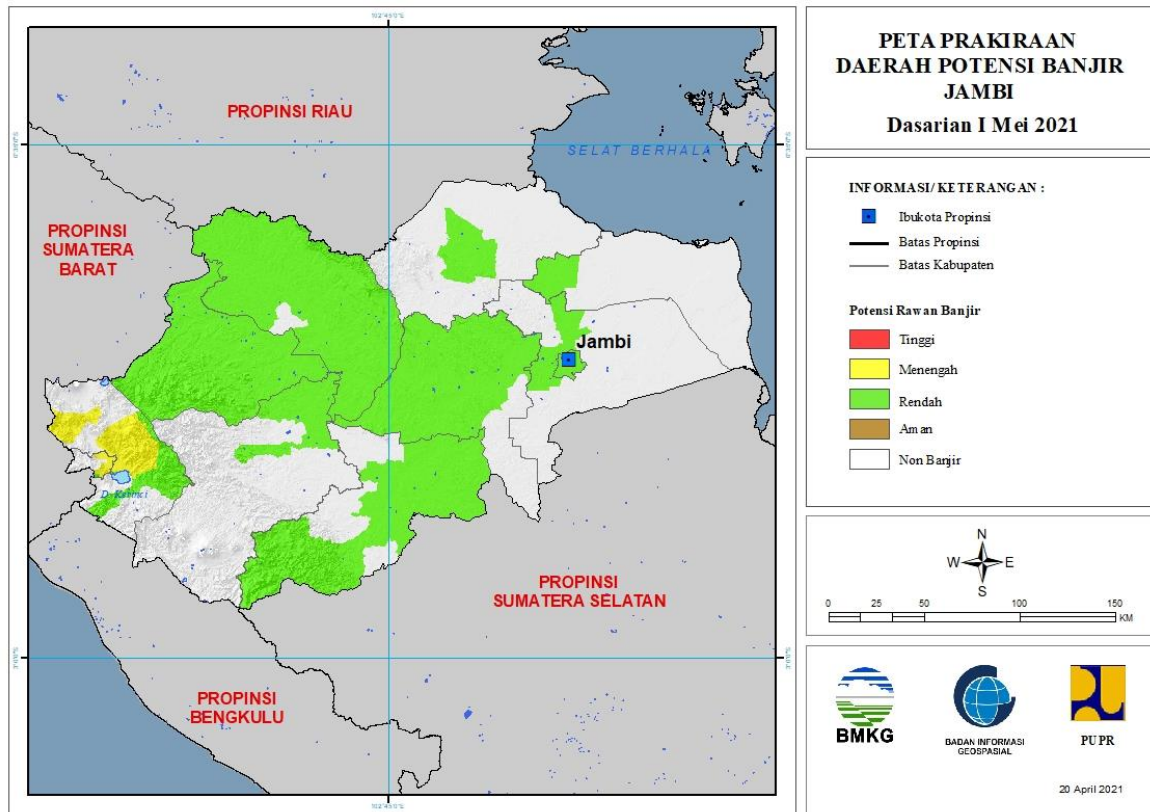 PETA PRAKIRAAN
DAERAH POTENSI BANJIR
JAMBI
Dasarian I Mei 2021
PROPINSI RIAU
SELAT BERHALA
PROPINSI
SUMATERA
BARAT
Jambi
D. Kerinci
PROPINSI
SUMATERA SELATAN
PROPINSI
BENGKULU
INFORMASI/ KETERANGAN :
Ibukota Propinsi
Batas Propinsi
Batas Kabupaten
Potensi Rawan Banjir
Tinggi
Menengah
Rendah
Aman
Non Banjir
N
W E
S
0 25 50 100 150
KM
BMKG
BADAN INFORMASI
GEOSPASIAL
PUPR
20 April 2021